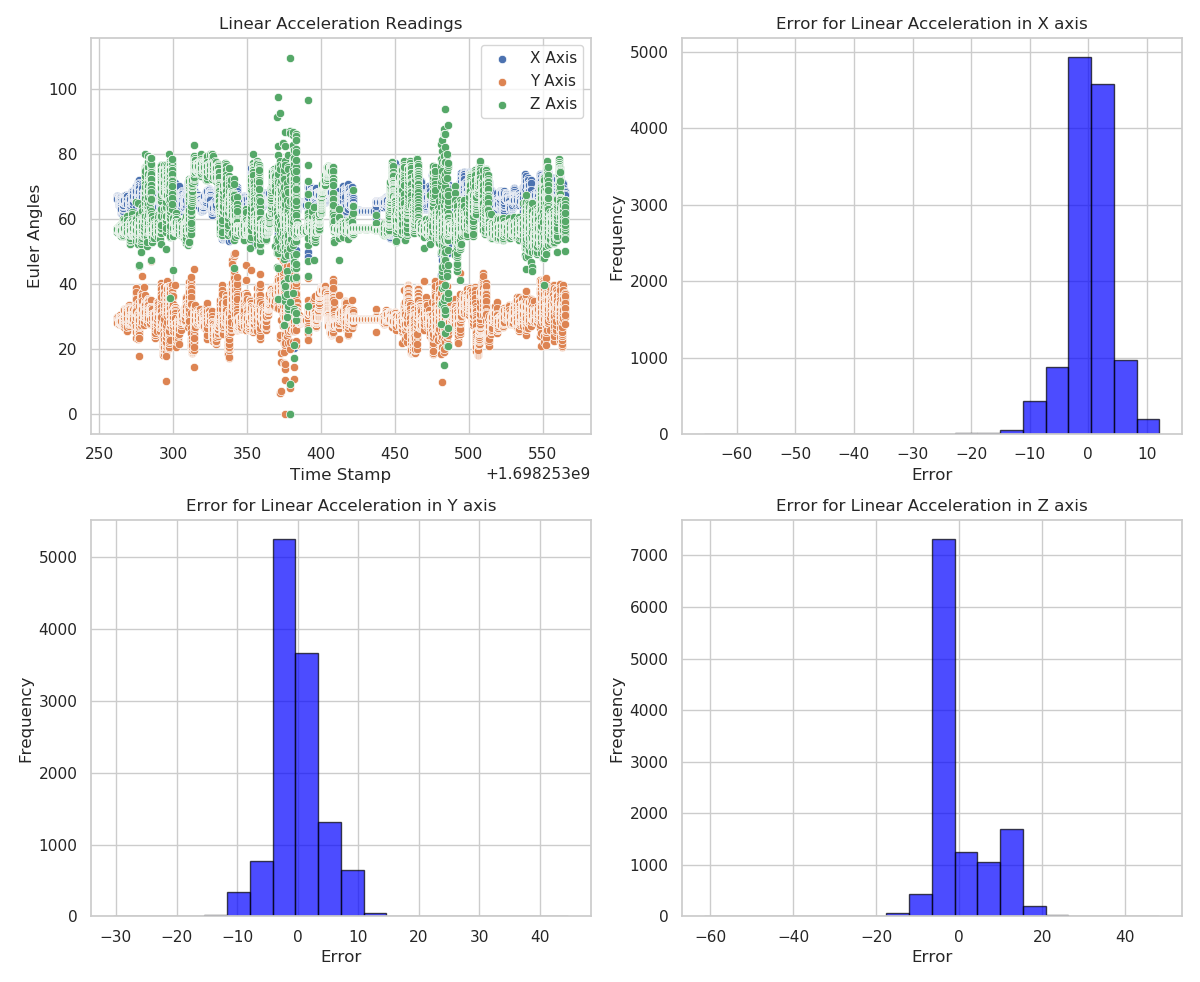 Linear Acceleration Readings
Euler Angles
100
80
60
40
20
0
X Axis
Y Axis
Z Axis
250 300 350 400 450 500 550
Time Stamp
+1.698253e9
Error for Linear Acceleration in X axis
Frequency
5000
4000
3000
2000
1000
0
−60 −50 −40 −30 −20 −10 0 10
Error
Error for Linear Acceleration in Y axis
Frequency
5000
4000
3000
2000
1000
0
−30 −20 −10 0 10 20 30 40
Error
Error for Linear Acceleration in Z axis
Frequency
7000
6000
5000
4000
3000
2000
1000
0
−60 −40 −20 0 20 40
Error